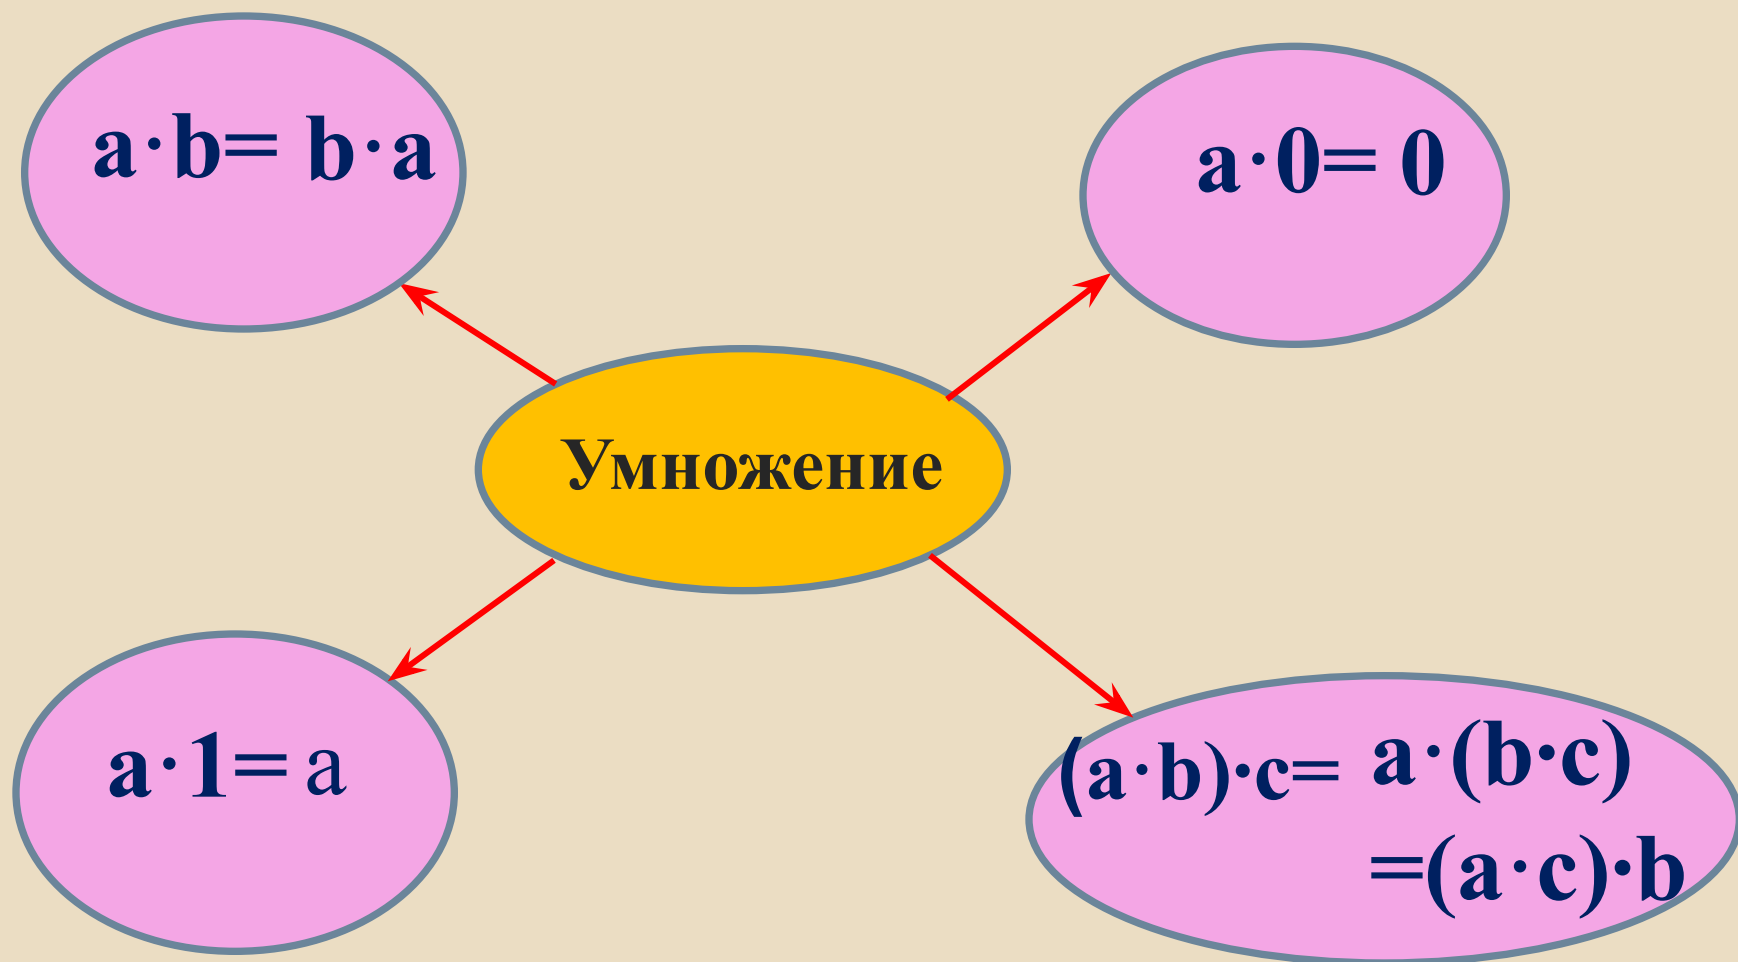 a·b= b·a
a·0= 0
Умножение
a·1= a
(a·b)·c= a·(b·c)
=(a·c)·b